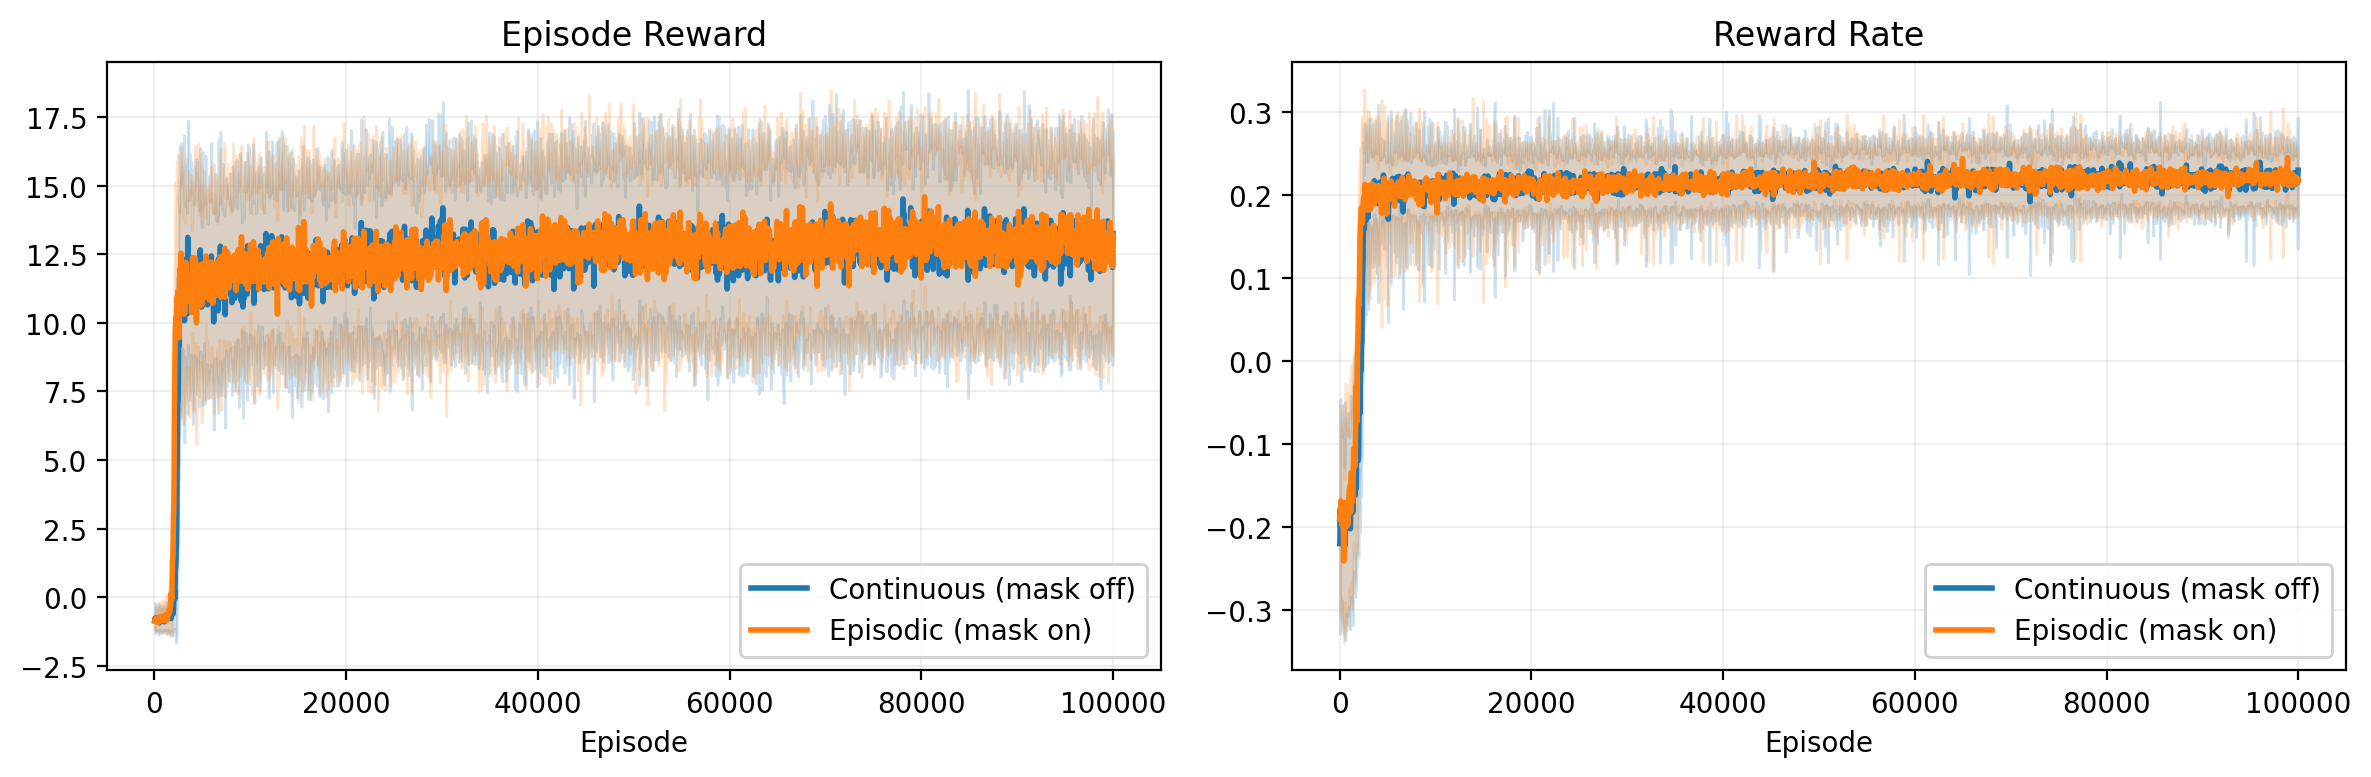 Episode Reward
17.5
15.0
12.5
10.0
7.5
5.0
2.5
0.0
−2.5
0 20000 40000 60000 80000 100000
Episode
Continuous (mask off)
Episodic (mask on)
Reward Rate
0.3
0.2
0.1
0.0
−0.1
−0.2
−0.3
0 20000 40000 60000 80000 100000
Episode
Continuous (mask off)
Episodic (mask on)